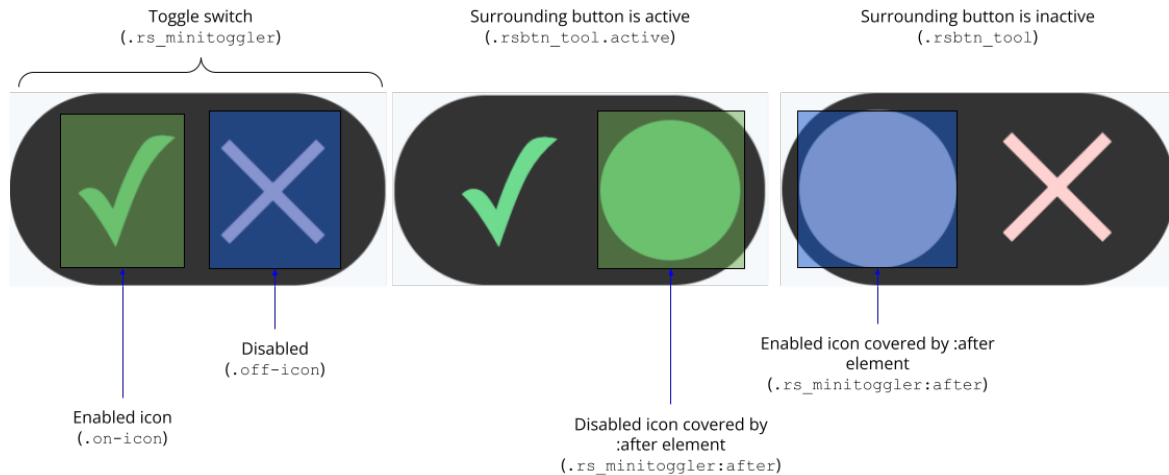 Toggle switch
(.rs_minitoggler)
Surrounding button is active
(.rsbtn_tool.active)
Surrounding button is inactive
(.rsbtn_tool)
Disabled
(.off-icon)
Enabled icon
(.on-icon)
Disabled icon covered by
:after element
(.rs_minitoggler:after)
Enabled icon covered by :after
element
(.rs_minitoggler:after)